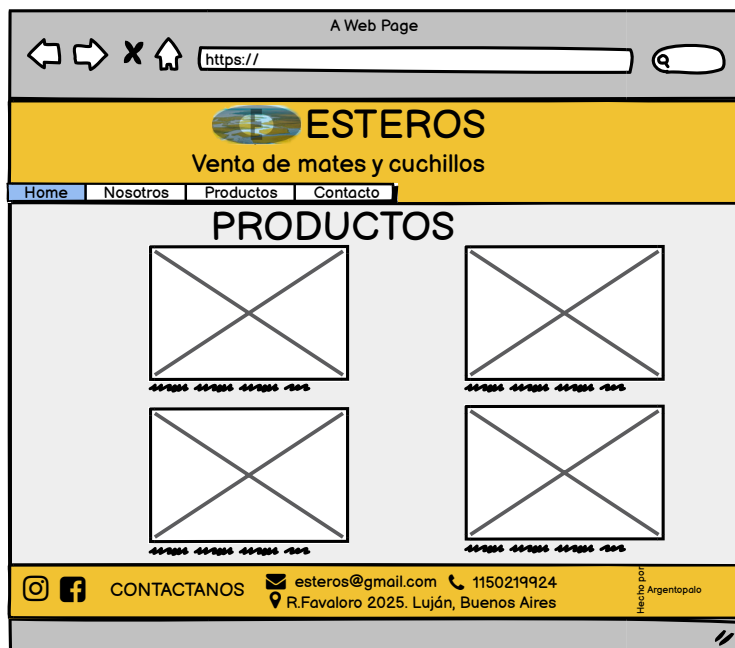 A Web Page
https://
E
ESTEROS
Venta de mates y cuchillos
Home Nosotros Productos Contacto
PRODUCTOS
CONTACTANOS
esteros@gmail.com 1150219924
R.Favaloro 2025. Luján, Buenos Aires
Hecho por
Argentopalo